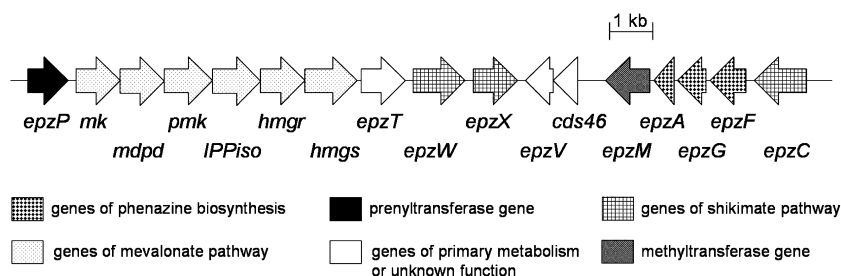 1 kb
epzP mk pmk hmgr epzT epzX cds46 epzA epzF
mdpd IPPiso hmgs epzW epzV epzM epzG epzC
genes of phenazine biosynthesis prenyltransferase gene genes of shikimate pathway
genes of mevalonate pathway genes of primary metabolism methyltransferase gene
or unknown function